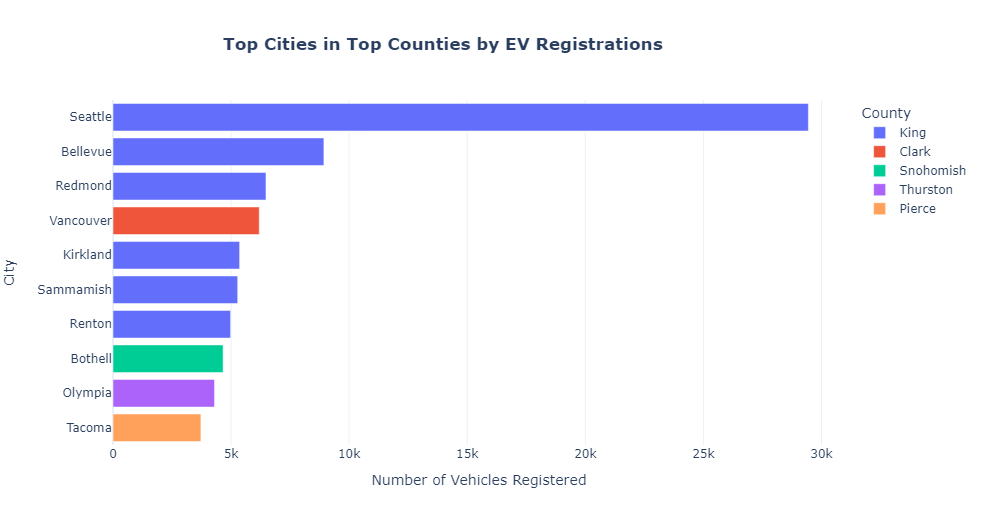 Top Cities in Top Counties by EV Registrations
Seattle
Bellevue
Redmond
Vancouver
Kirkland
Sammamish
Renton
Bothell
Olympia
Tacoma
City
0 5k 10k 15k 20k 25k 30k
Number of Vehicles Registered
County
King
Clark
Snohomish
Thurston
Pierce